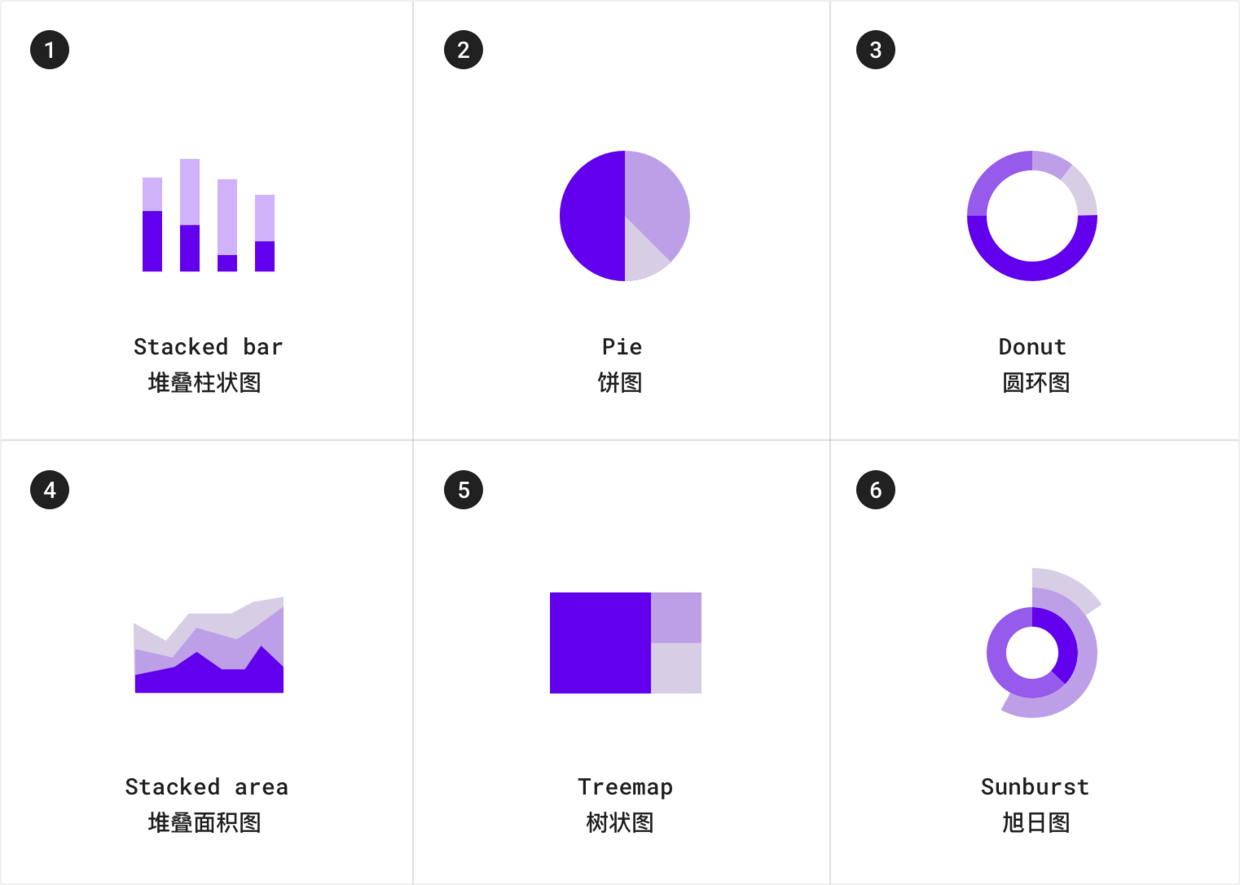 1
2
3
Stacked bar
堆叠柱状图
Pie
饼图
Donut
圆环图
4
5
6
Stacked area
堆叠面积图
Treemap
树状图
Sunburst
旭日图